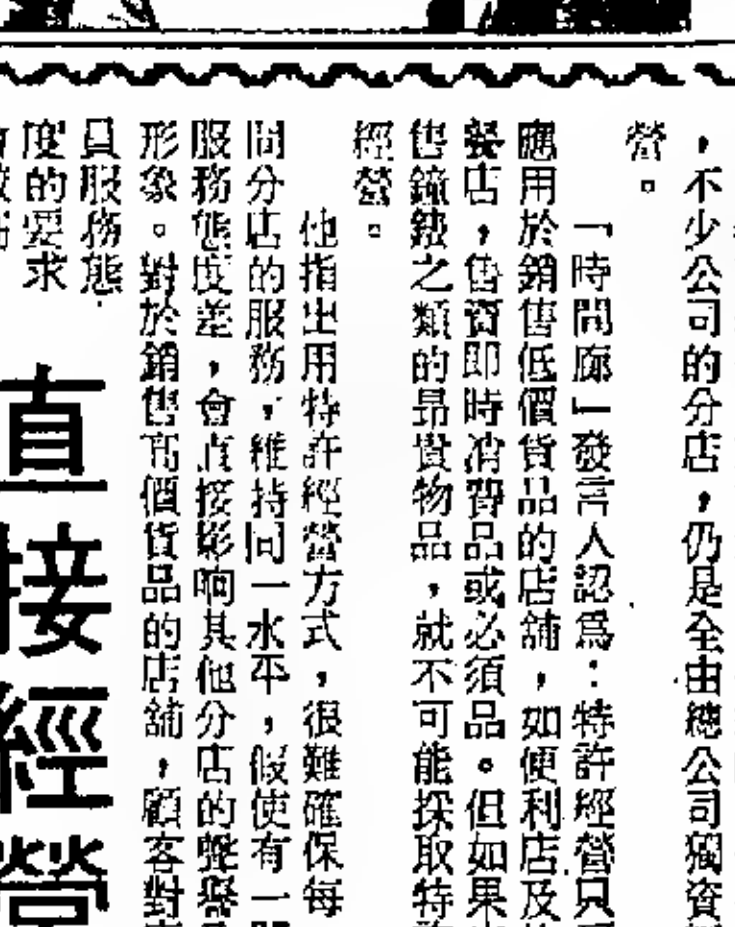 ，不少公司的分店，仍是全由總公司獨資
營。
「時間廊」發言人認爲：特許經營只
應用於銷售低價貨品的店舖，如便利店及
餐店，售賣即時消費品或必須品。但如果
售鐘錶之類的昻貴物品，就不可能採取特
經營。
他指出用特許經營方式，很難確保每
間分店的服務，維持同一水平，假使有一
服務態度差，會直接影响其他分店的聲譽
形象。對於銷售高價貨品的店舖，顧客對
員服務態
度的要求
直接經營